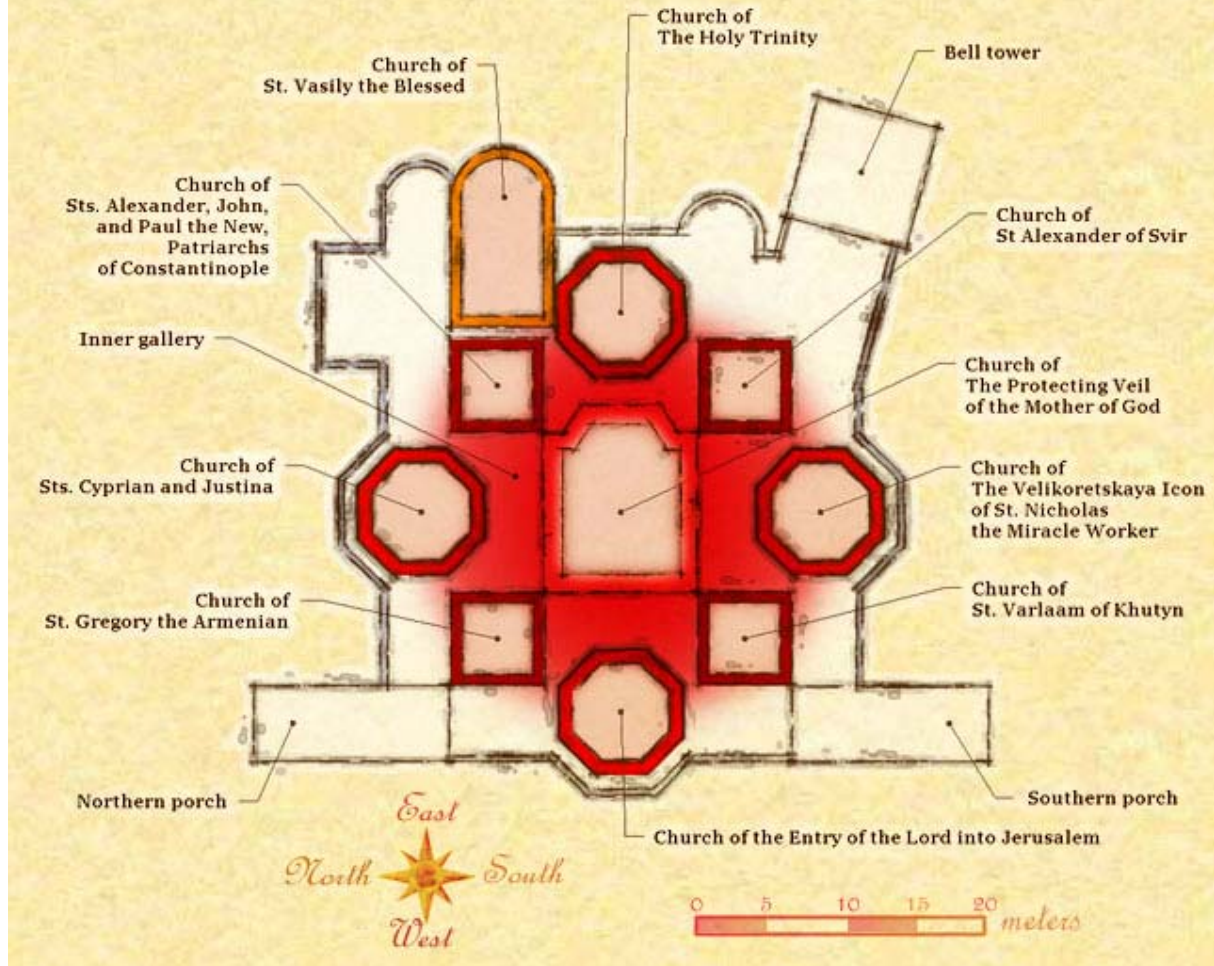 Church of
The Holy Trinity
Church of
St. Vasily the Blessed
Bell tower
Church of
Sts. Alexander, John,
and Paul the New,
Patriarchs
of Constantinople
Church of
St Alexander of Svir
Inner gallery
Church of
The Protecting Veil
of the Mother of God
Church of
Sts. Cyprian and Justina
Church of
The Velikoretskaya Icon
of St. Nicholas
the Miracle Worker
Church of
St. Gregory the Armenian
Church of
St. Varlaam of Khutyn
Northern porch
Southern porch
Church of the Entry of the Lord into Jerusalem
East
North South
West
0 5 10 15 20 meters